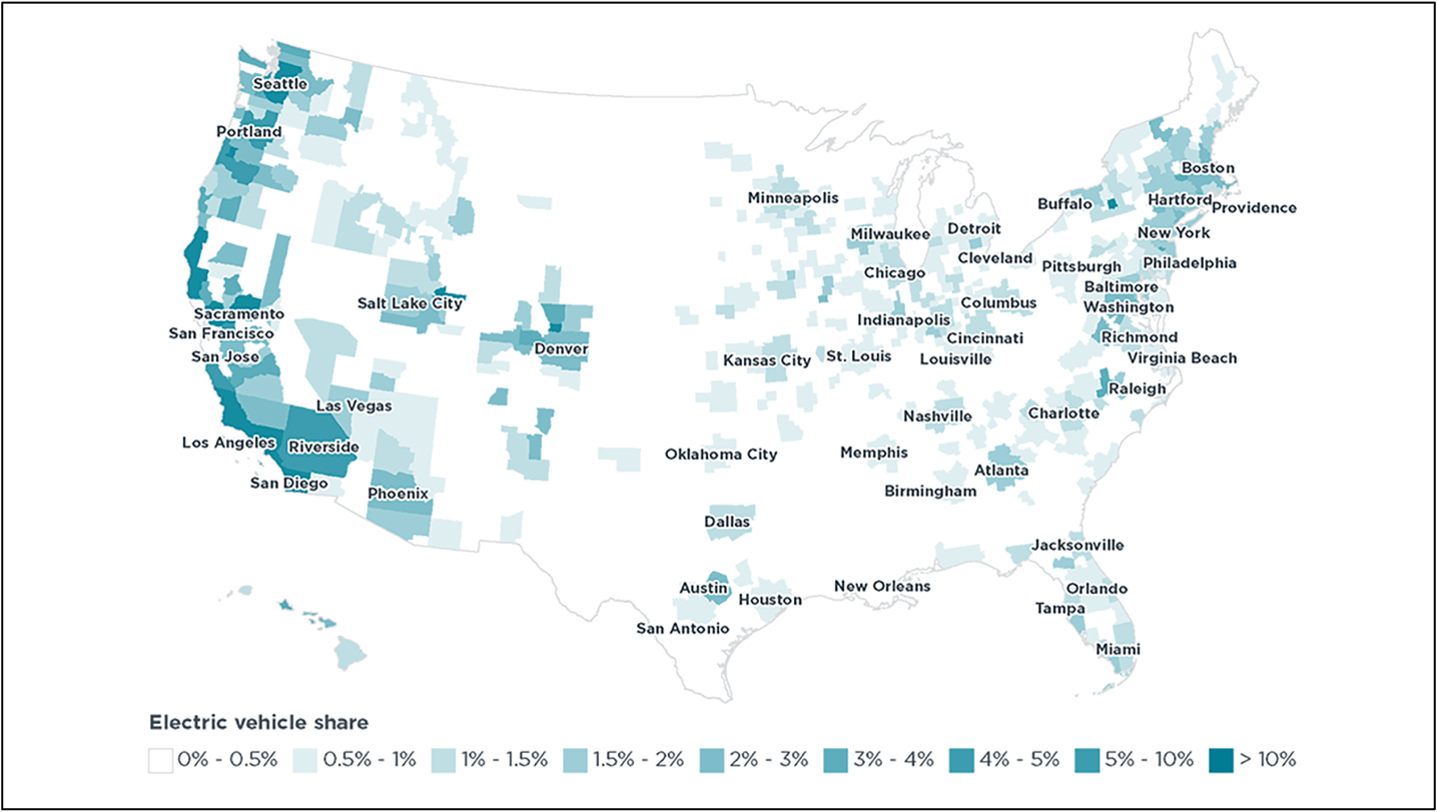 Seattle
Portland
Boston
Minneapolis
Buffalo
Hartford
Providence
Milwaukee
Detroit
New York
Cleveland
Pittsburgh
Philadelphia
Chicago
Baltimore
Salt Lake City
Columbus
Washington
Sacramento
Indianapolis
San Francisco
Cincinnati
Richmond
Denver
San Jose
Kansas City
St. Louis
Louisville
Virginia Beach
Raleigh
Las Vegas
Nashville
Charlotte
Los Angeles
Riverside
Oklahoma City
Memphis
Atlanta
San Diego
Phoenix
Birmingham
Dallas
Jacksonville
Austin
Houston
New Orleans
Orlando
Tampa
San Antonio
Miami
Electric vehicle share
0% - 0.5% 0.5% - 1% 1% - 1.5% 1.5% - 2% 2% - 3% 3% - 4% 4% - 5% 5% - 10% > 10%